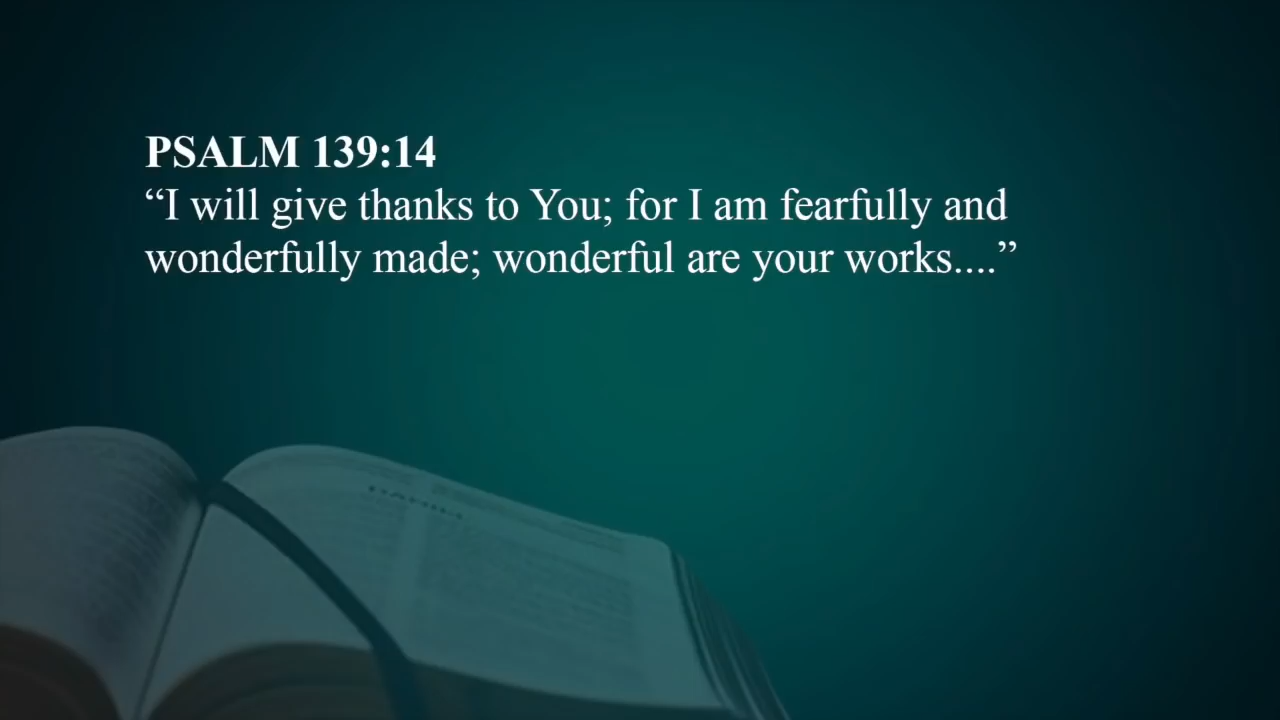 PSALM 139:14
“I will give thanks to You; for I am fearfully and
wonderfully made; wonderful are your works....”